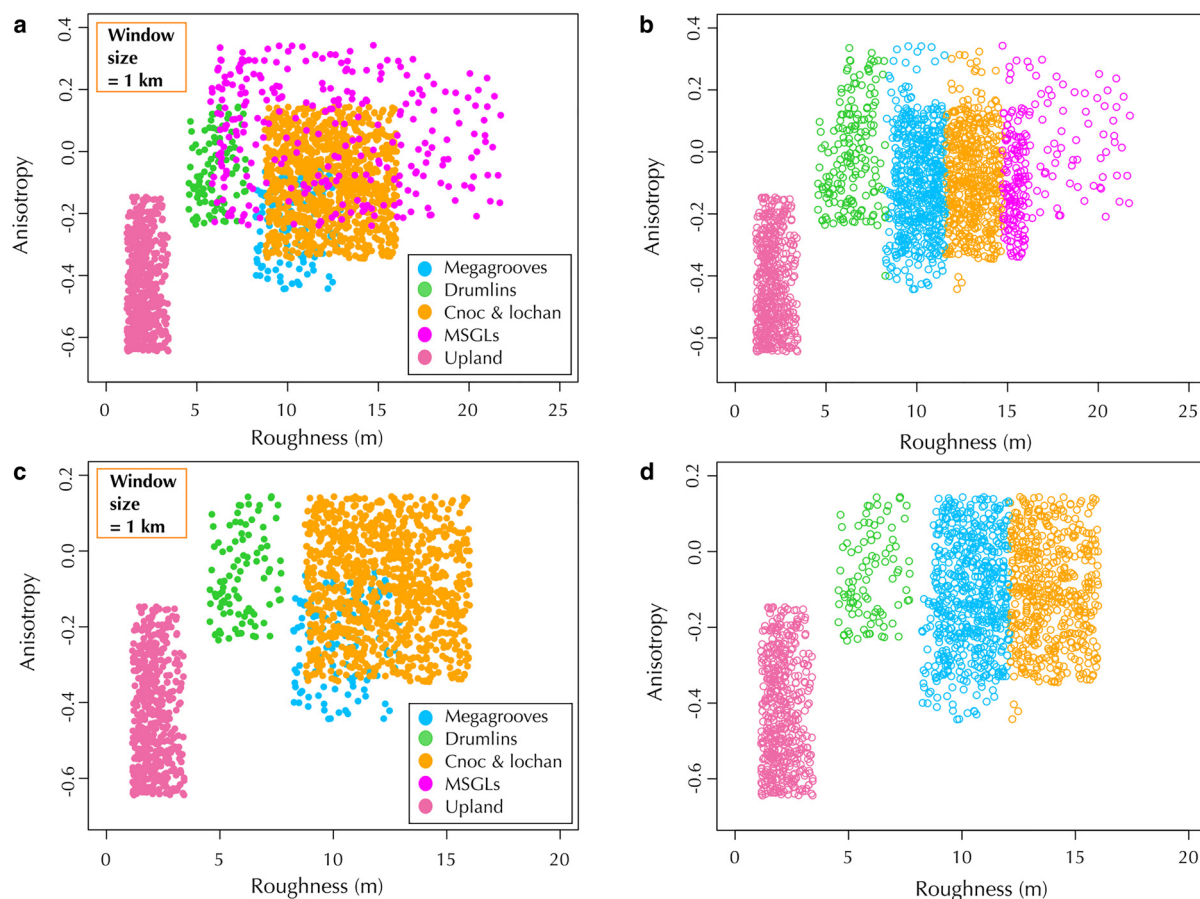 a
Window
size
= 1 km
0.4
0.2
0.0
-0.2
-0.4
-0.6
Anisotropy
Megagrooves
Drumlins
Cnoc & lochan
MSGLs
Upland
0 5 10 15 20 25
Roughness (m)
b
0.4
0.2
0.0
-0.2
-0.4
-0.6
Anisotropy
0 5 10 15 20 25
Roughness (m)
c
Window
size
= 1 km
0.2
0.0
-0.2
-0.4
-0.6
Anisotropy
Megagrooves
Drumlins
Cnoc & lochan
MSGLs
Upland
0 5 10 15 20
Roughness (m)
d
0.2
0.0
-0.2
-0.4
-0.6
Anisotropy
0 5 10 15 20
Roughness (m)